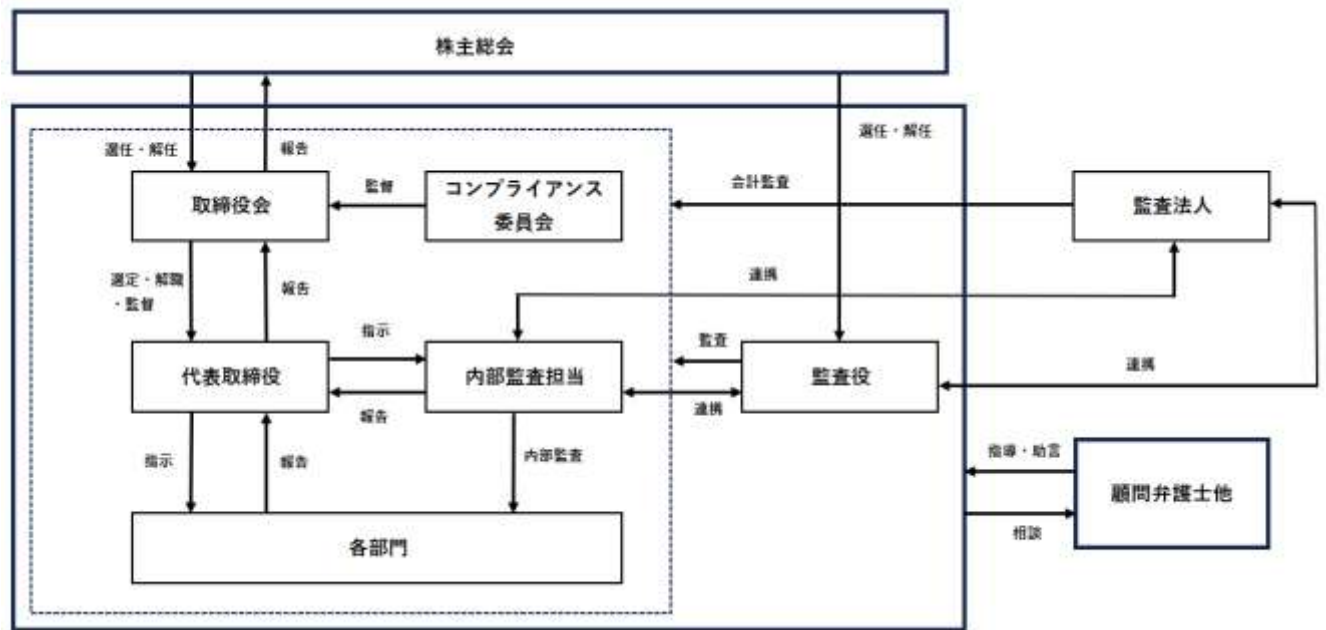 株主総会
選任・解任
報告
選任・解任
取締役会
監督
コンプライアンス
委員会
会計監査
監査法人
選定・解職
・監督
報告
連携
指示
監査
代表取締役
内部監査担当
監査役
連携
報告
連携
指示
報告
内部監査
指導・助言
顧問弁護士他
相談
各部門